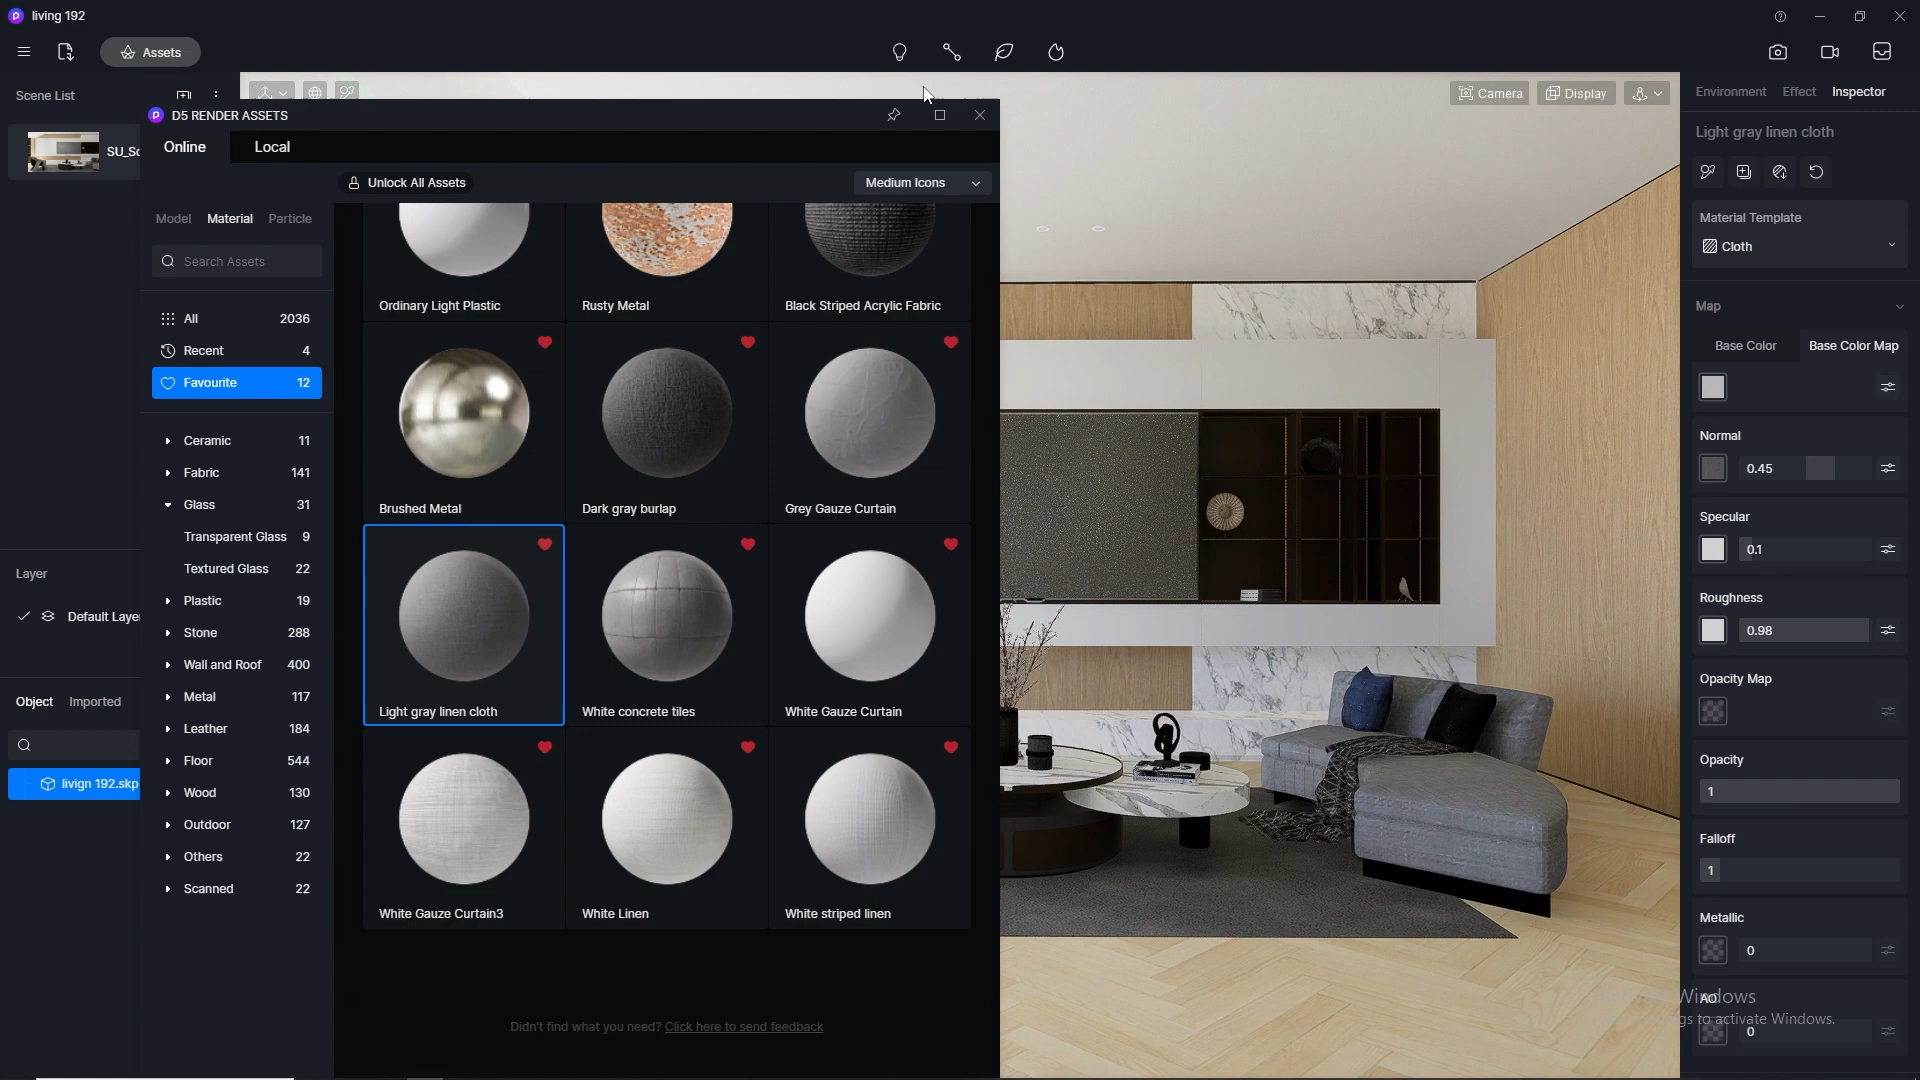 living 192
Assets
Scene List
SU_Sc
D5 RENDER ASSETS
Online
Local
Unlock All Assets
Medium Icons
Model
Material
Particle
Search Assets
All 2036
Recent 4
Favourite 12
Ceramic 11
Fabric 141
Glass 31
Transparent Glass 9
Textured Glass 22
Plastic 19
Stone 288
Wall and Roof 400
Metal 117
Leather 184
Floor 544
Wood 130
Outdoor 127
Others 22
Scanned 22
Layer
Default Laye
Object
Imported
livign 192.skp
Ordinary Light Plastic
Rusty Metal
Black Striped Acrylic Fabric
Brushed Metal
Dark gray burlap
Grey Gauze Curtain
Light gray linen cloth
White concrete tiles
White Gauze Curtain
White Gauze Curtain3
White Linen
White striped linen
Didn't find what you need? Click here to send feedback
Camera
Display
Environment
Effect
Inspector
Light gray linen cloth
Material Template
Cloth
Map
Base Color
Base Color Map
Normal
0.45
Specular
0.1
Roughness
0.98
Opacity Map
Opacity
1
Falloff
1
Metallic
0
AO
0
Windows
gs to activate Windows.